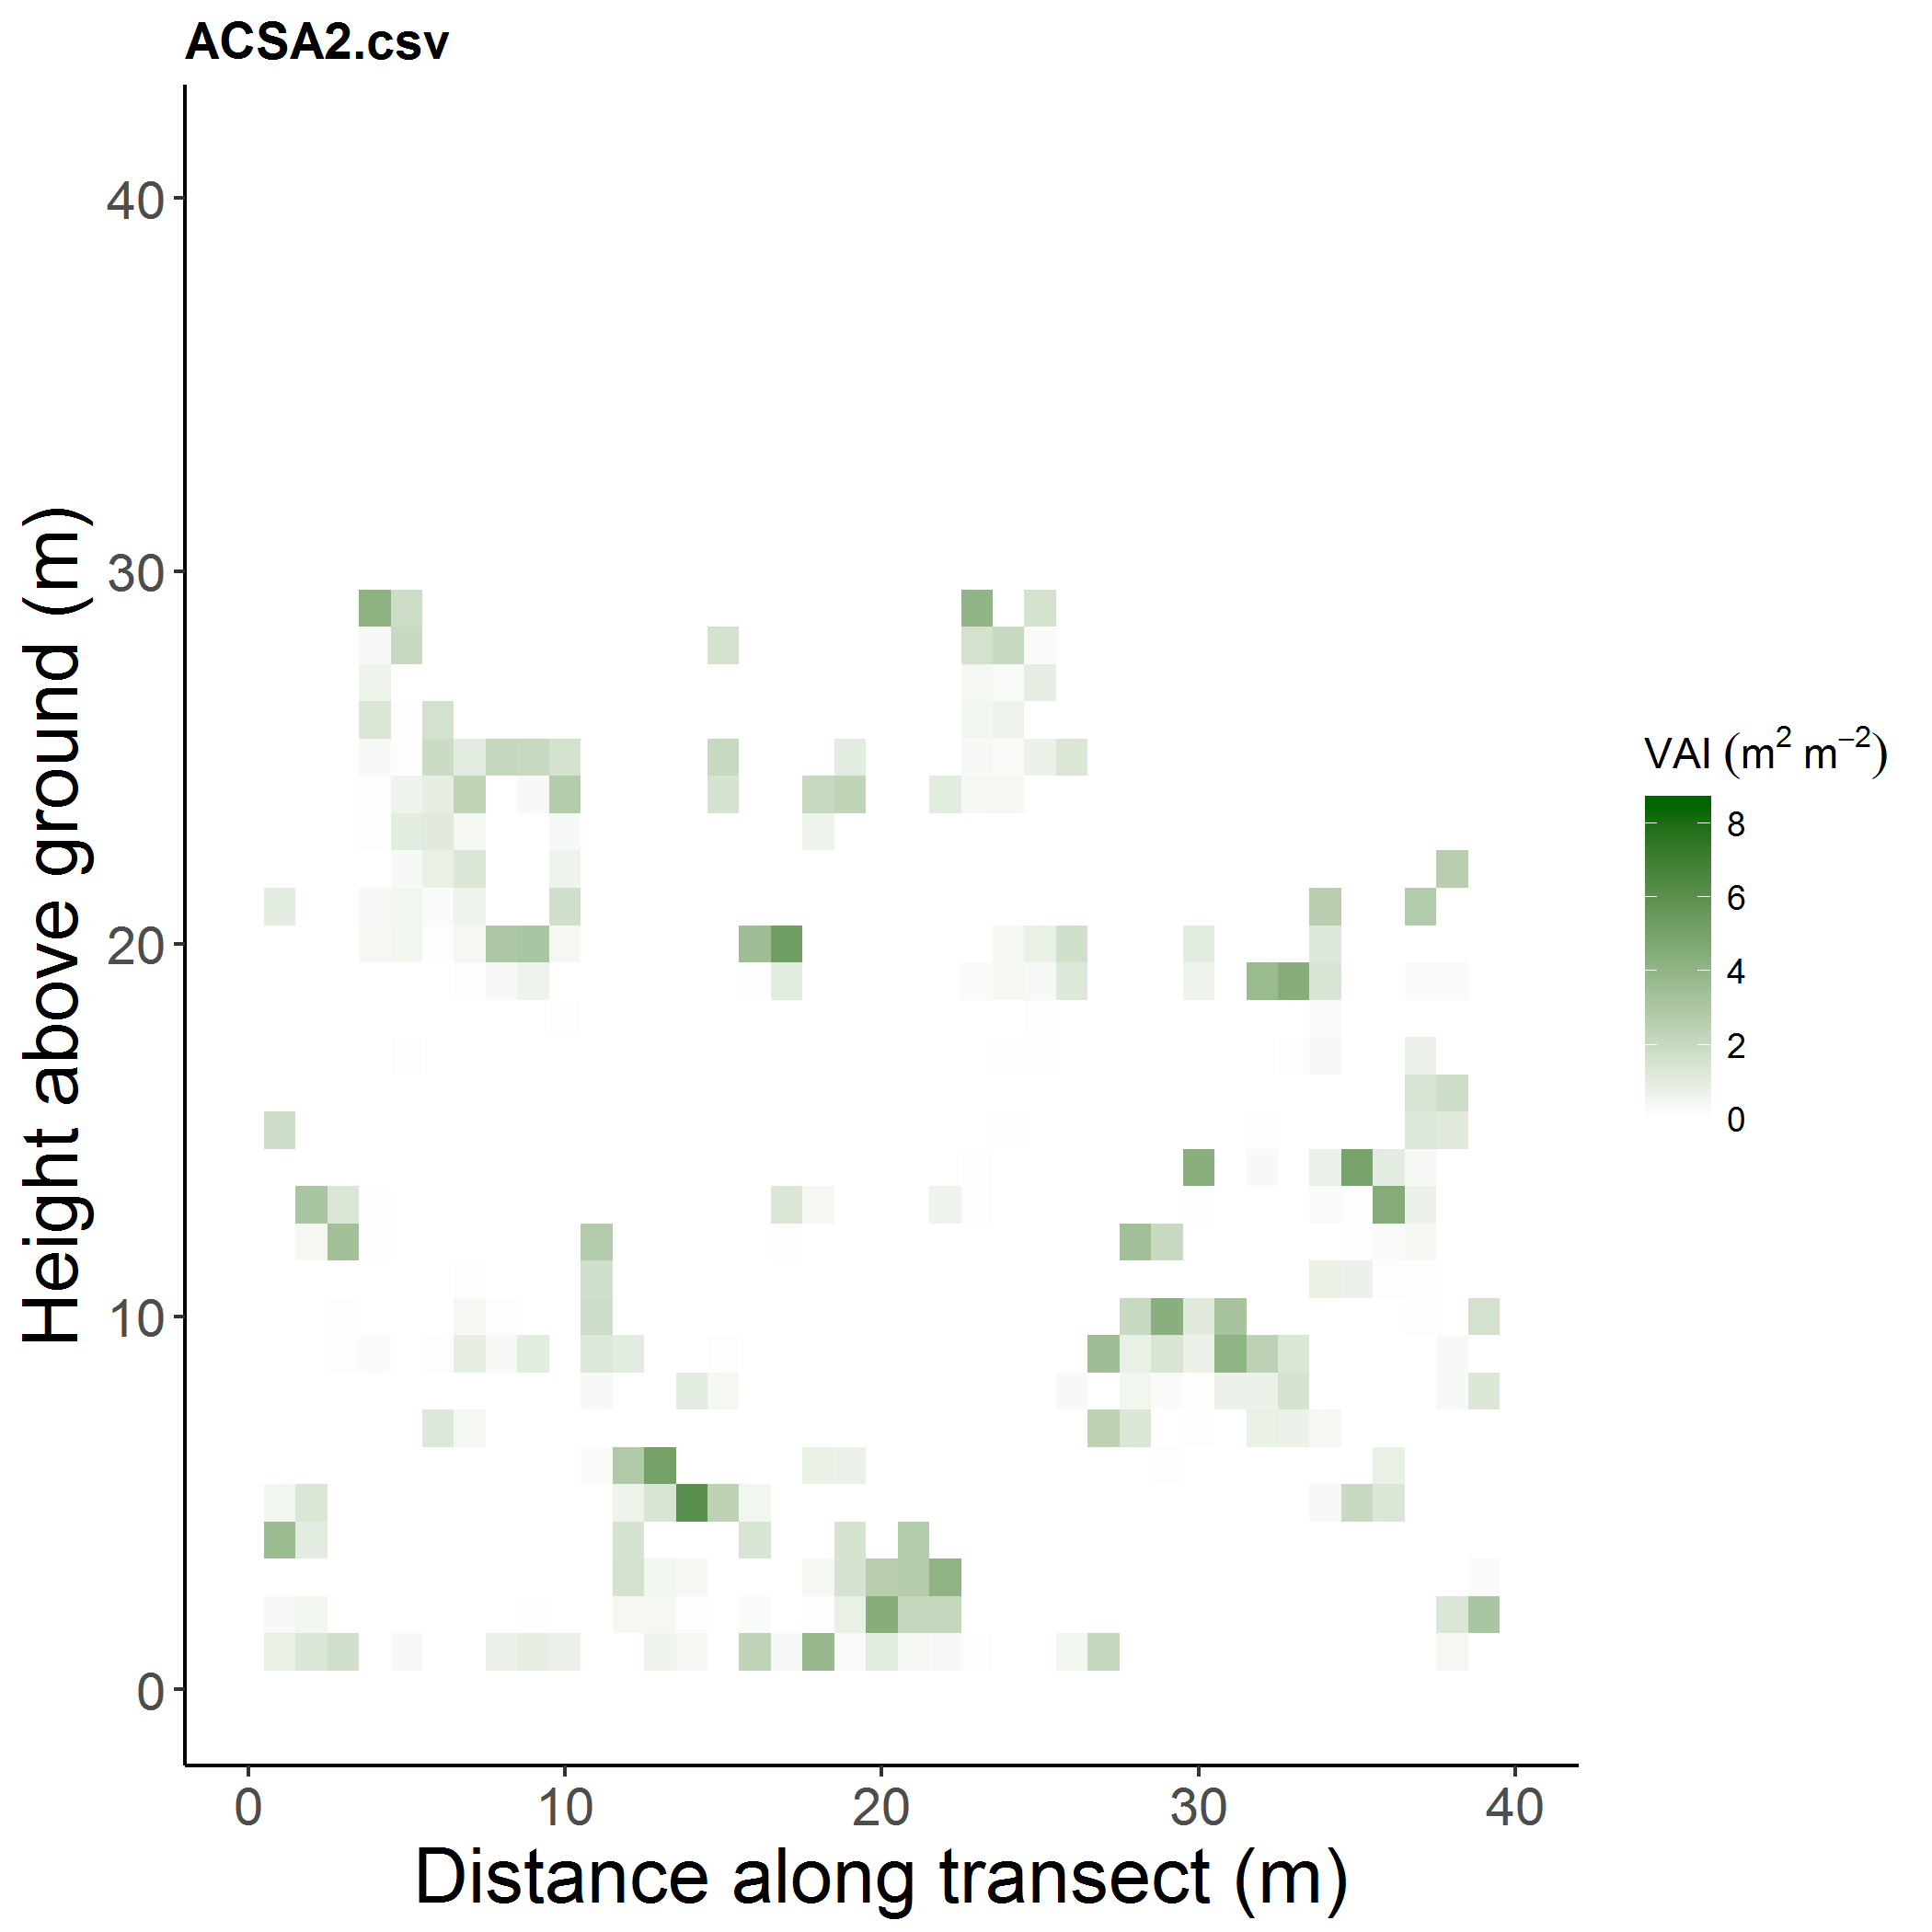 ACSA2.csv
Height above ground (m)
40
30
20
10
0
0 10 20 30 40
Distance along transect (m)
VAI (m² m⁻²)
8
6
4
2
0